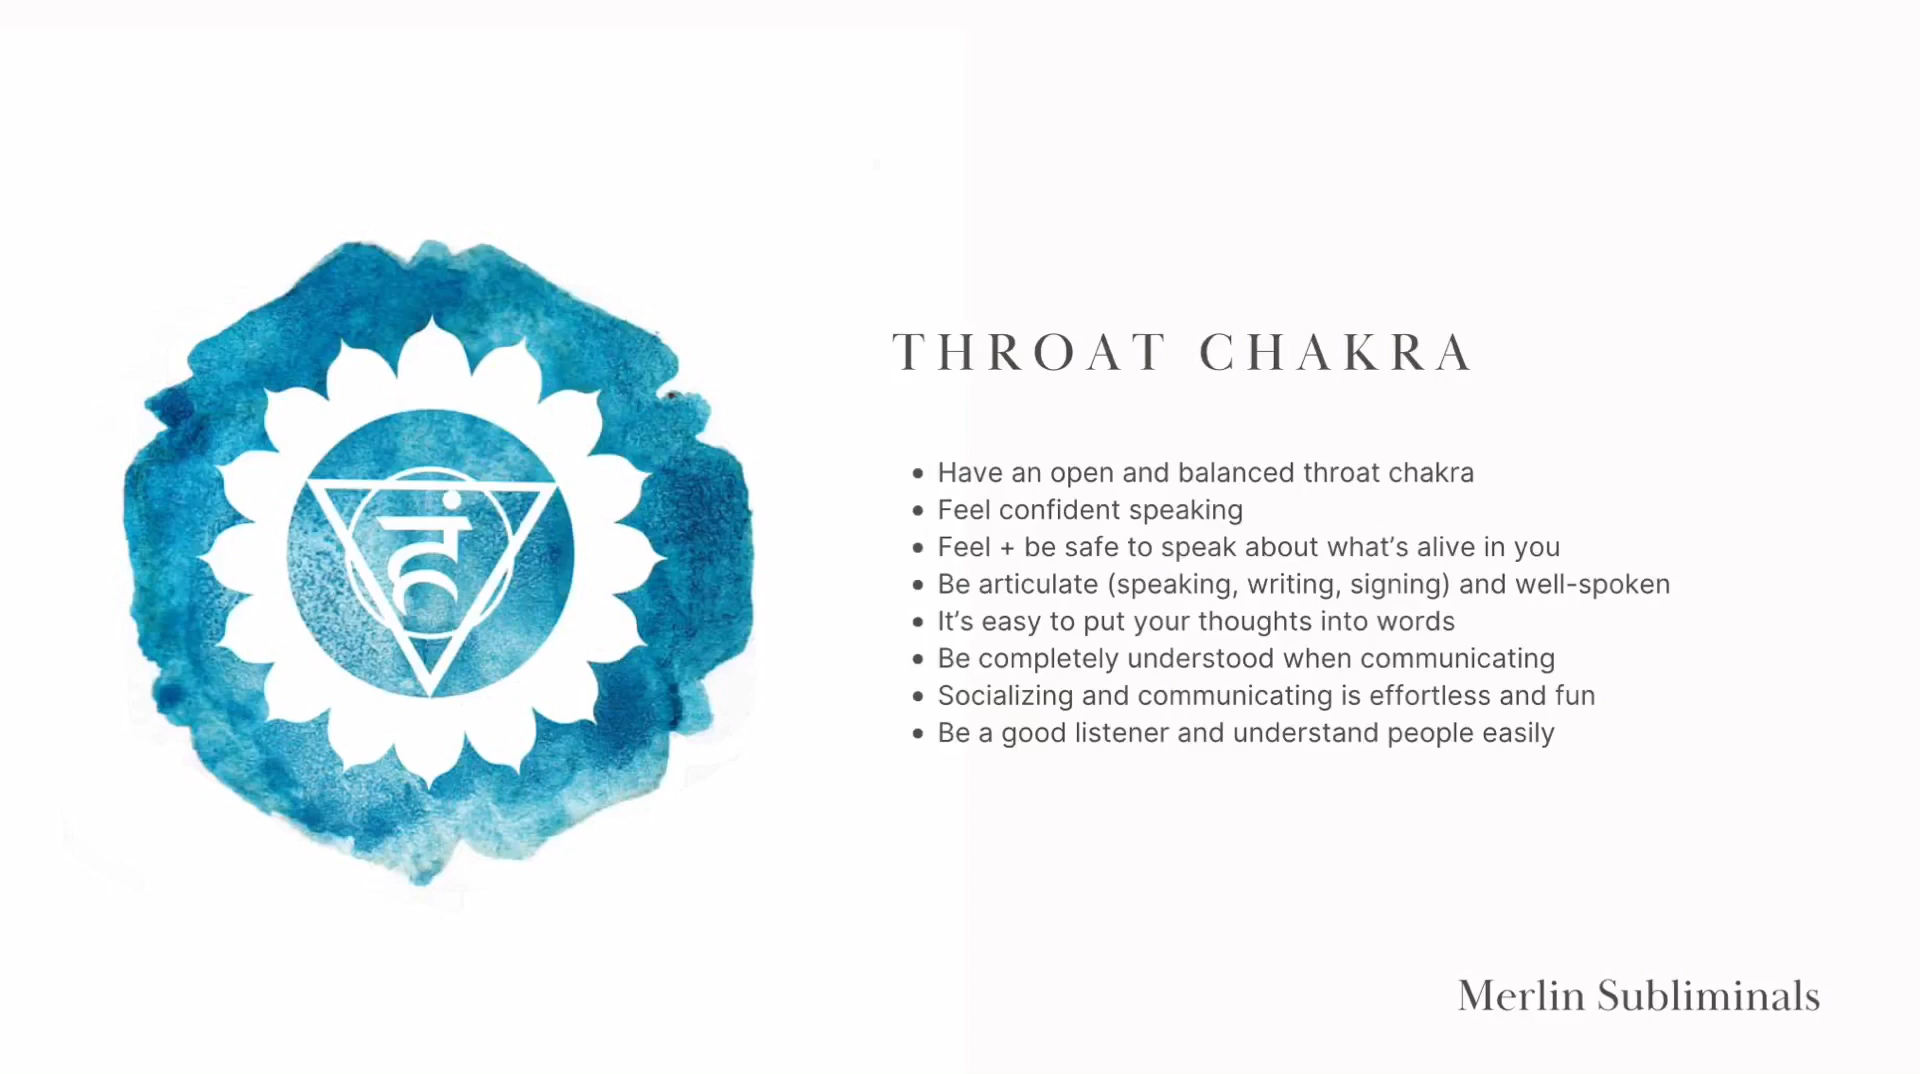 हं
THROAT CHAKRA
• Have an open and balanced throat chakra
• Feel confident speaking
• Feel + be safe to speak about what’s alive in you
• Be articulate (speaking, writing, signing) and well-spoken
• It’s easy to put your thoughts into words
• Be completely understood when communicating
• Socializing and communicating is effortless and fun
• Be a good listener and understand people easily
Merlin Subliminals